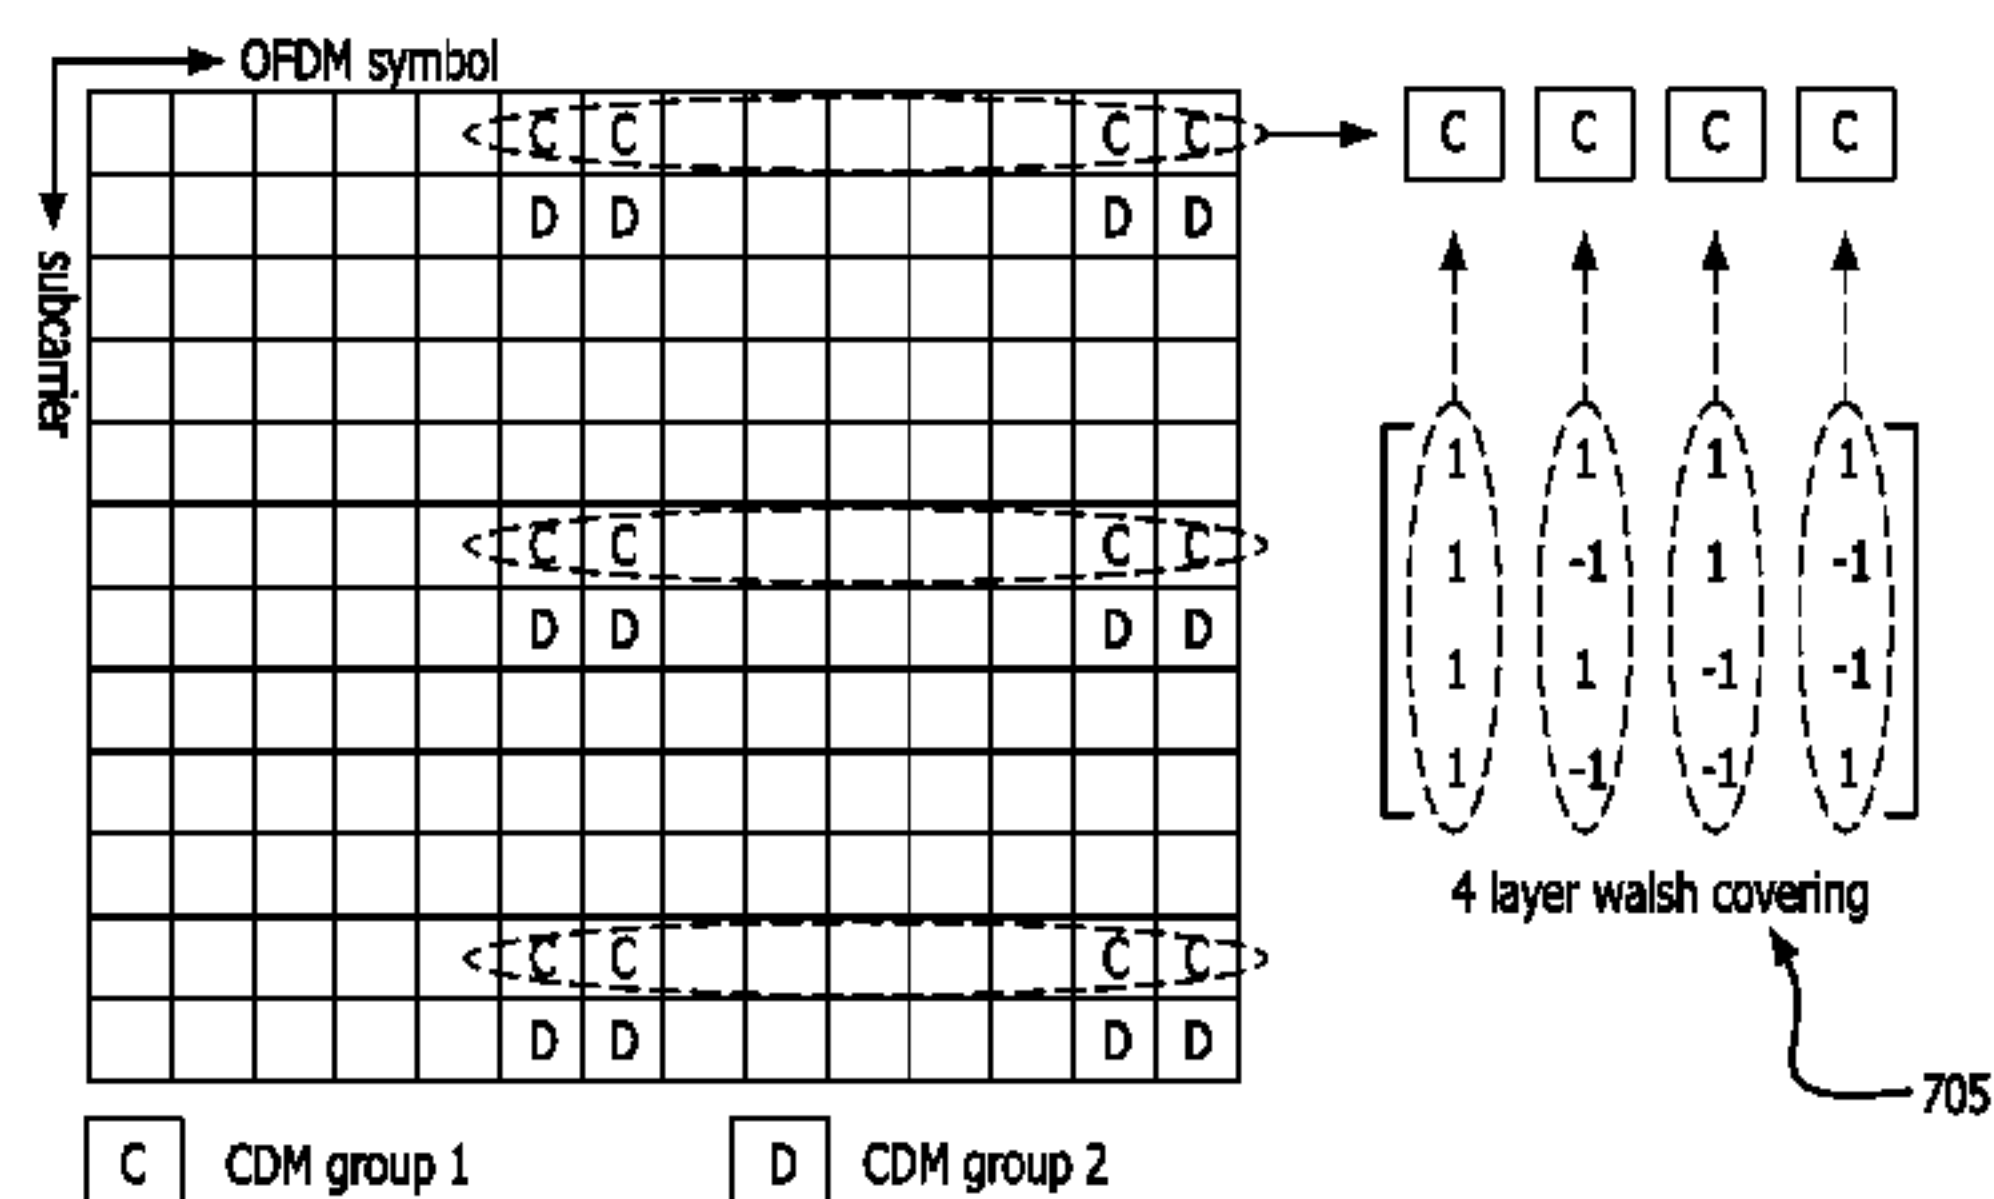 OFDM symbol
subcarrier
C C C C
C C C C
D D D D
C C C C
D D D D
C C C C
D D D D
1 1 1 1
1 -1 1 -1
1 1 -1 -1
1 -1 -1 1
4 layer walsh covering
705
C CDM group 1
D CDM group 2